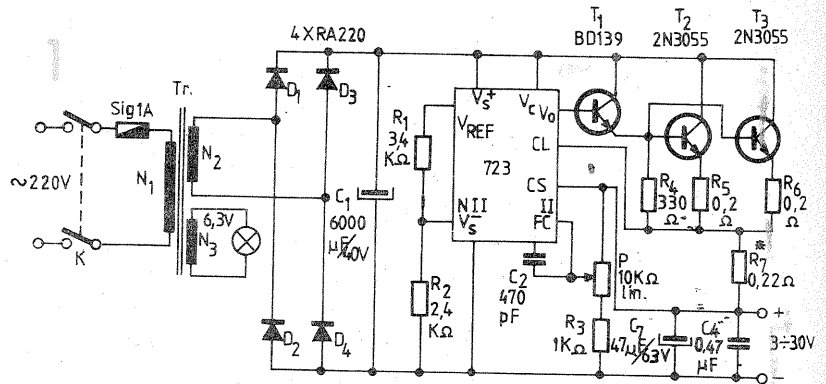 4XRA220
T1
BD139
T2
2N3055
T3
2N3055
Tr.
Sig1A
N1
N2
6,3V
N3
~220V
K
D1
D3
D2
D4
C1
6000
µF/40V
R1
3,4
KΩ
R2
2,4
KΩ
VS+
VC
VO
VREF
CL
723
CS
NII
II
VS-
FC
C2
470
pF
P
10KΩ
lin.
R3
1KΩ
R4
330
Ω
R5
0,2
Ω
R6
0,2
Ω
*
R7
0,22Ω
C7
47µF/63V
C4
0,47
µF
+
3÷30V
-